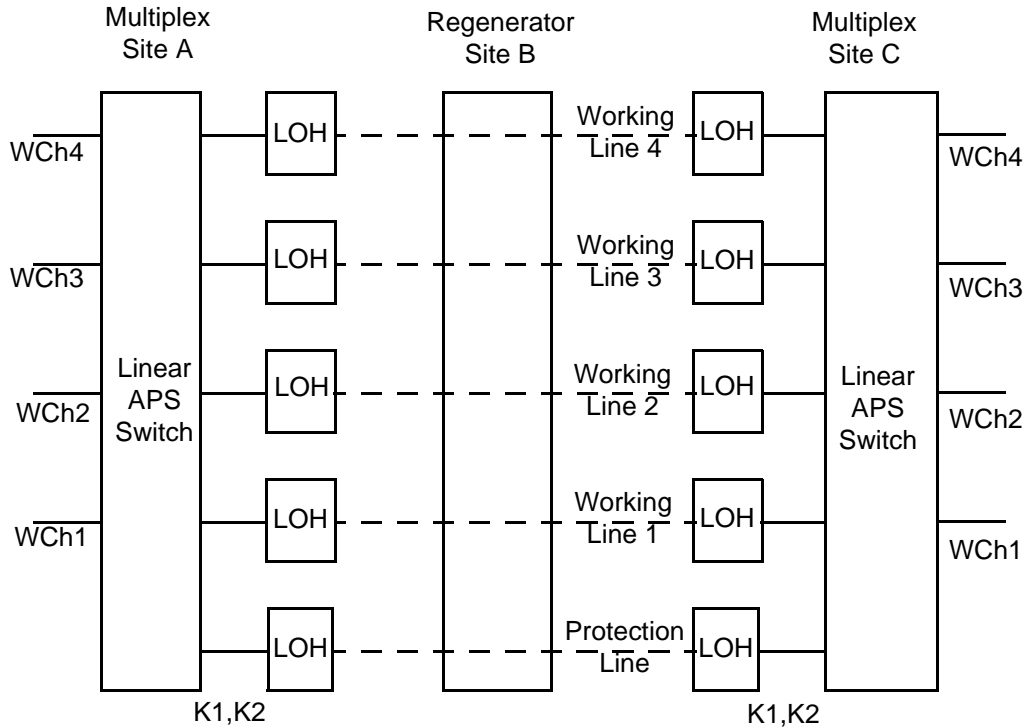 Multiplex
Site A
Regenerator
Site B
Multiplex
Site C
WCh4
LOH
Working
Line 4
LOH
WCh4
WCh3
LOH
Working
Line 3
LOH
WCh3
Linear
APS
Switch
WCh2
LOH
Working
Line 2
LOH
Linear
APS
Switch
WCh2
WCh1
LOH
Working
Line 1
LOH
WCh1
LOH
Protection
Line
LOH
K1,K2
K1,K2